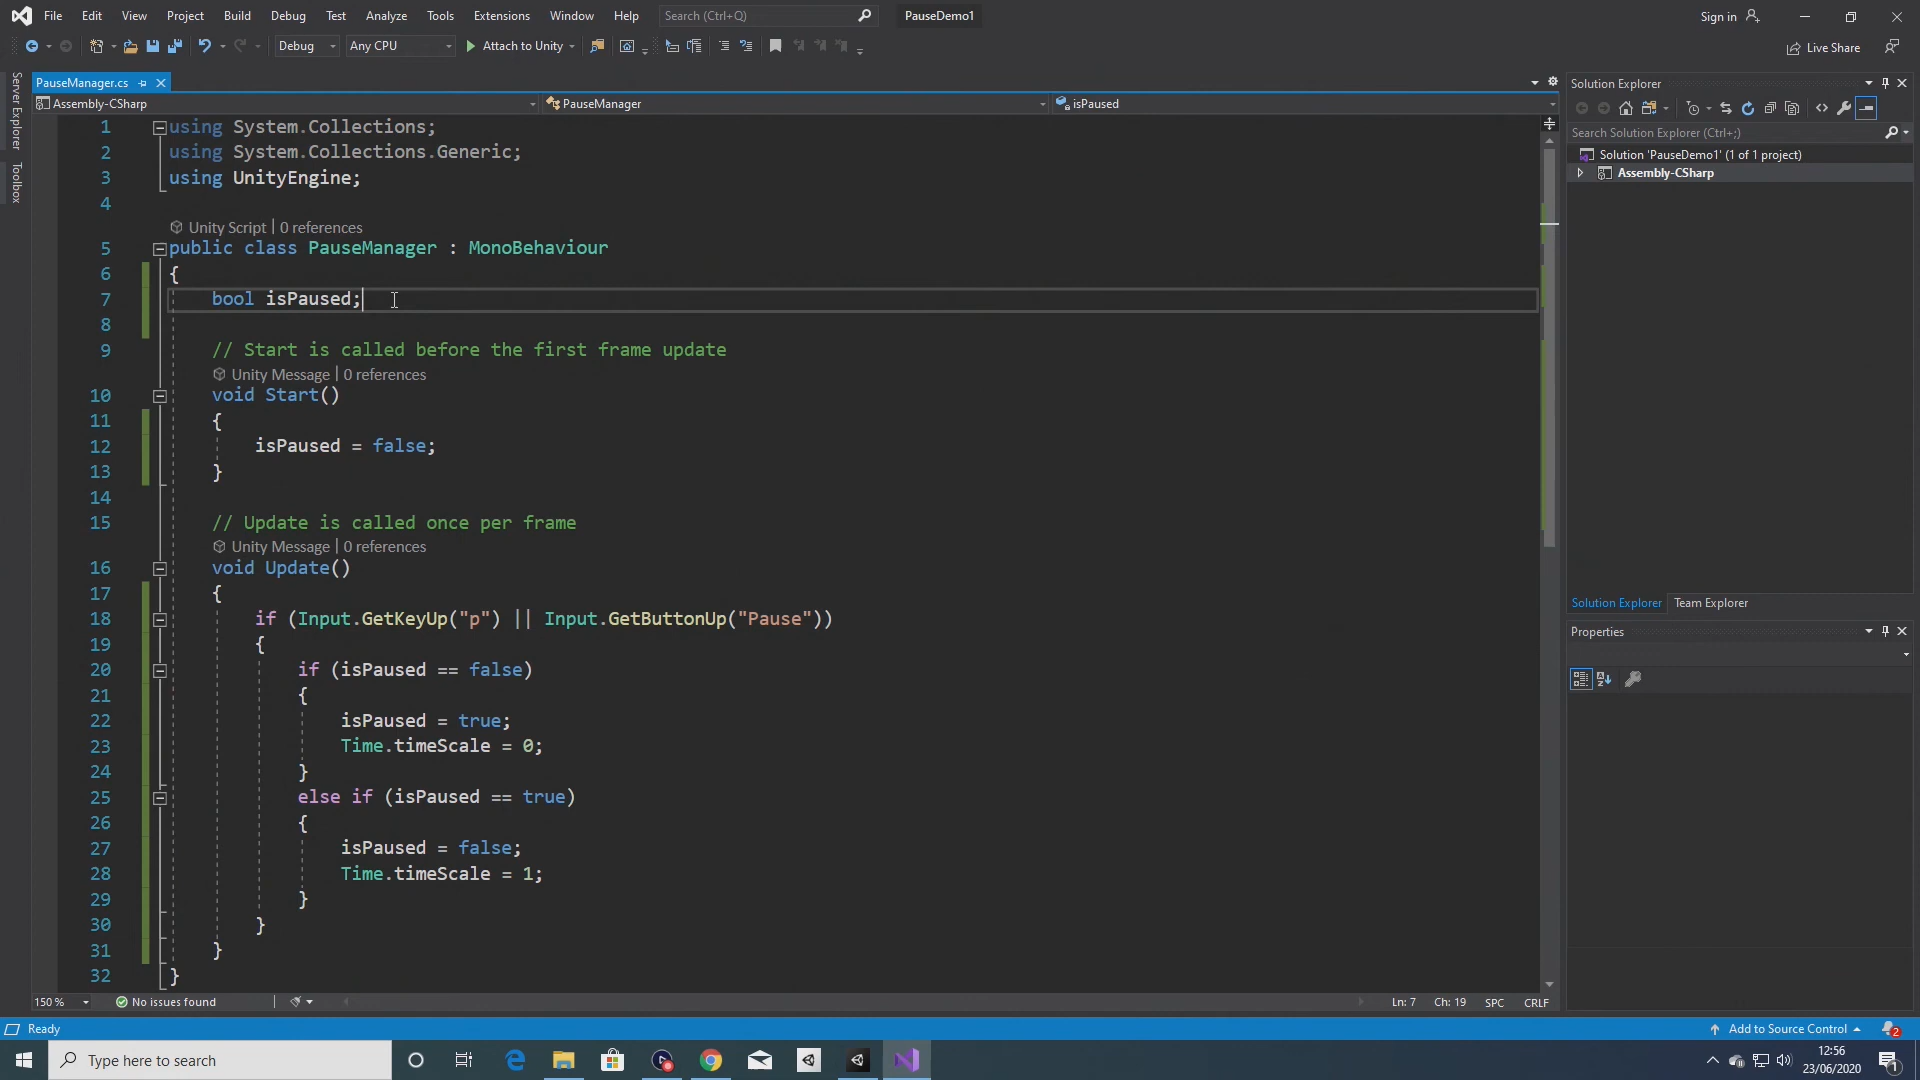 File Edit View Project Build Debug Test Analyze Tools Extensions Window Help Search (Ctrl+Q) PauseDemo1 Sign in
Debug Any CPU Attach to Unity Live Share
Server Explorer
Toolbox
PauseManager.cs
Assembly-CSharp PauseManager isPaused
1 using System.Collections;
2 using System.Collections.Generic;
3 using UnityEngine;
4
Unity Script | 0 references
5 public class PauseManager : MonoBehaviour
6 {
7 bool isPaused;
8
9 // Start is called before the first frame update
Unity Message | 0 references
10 void Start()
11 {
12 isPaused = false;
13 }
14
15 // Update is called once per frame
Unity Message | 0 references
16 void Update()
17 {
18 if (Input.GetKeyUp("p") || Input.GetButtonUp("Pause"))
19 {
20 if (isPaused == false)
21 {
22 isPaused = true;
23 Time.timeScale = 0;
24 }
25 else if (isPaused == true)
26 {
27 isPaused = false;
28 Time.timeScale = 1;
29 }
30 }
31 }
32 }
150 % No issues found Ln: 7 Ch: 19 SPC CRLF
Solution Explorer
Search Solution Explorer (Ctrl+;)
Solution 'PauseDemo1' (1 of 1 project)
Assembly-CSharp
Solution Explorer Team Explorer
Properties
Ready Add to Source Control 2
Type here to search
12:56
23/06/2020
1